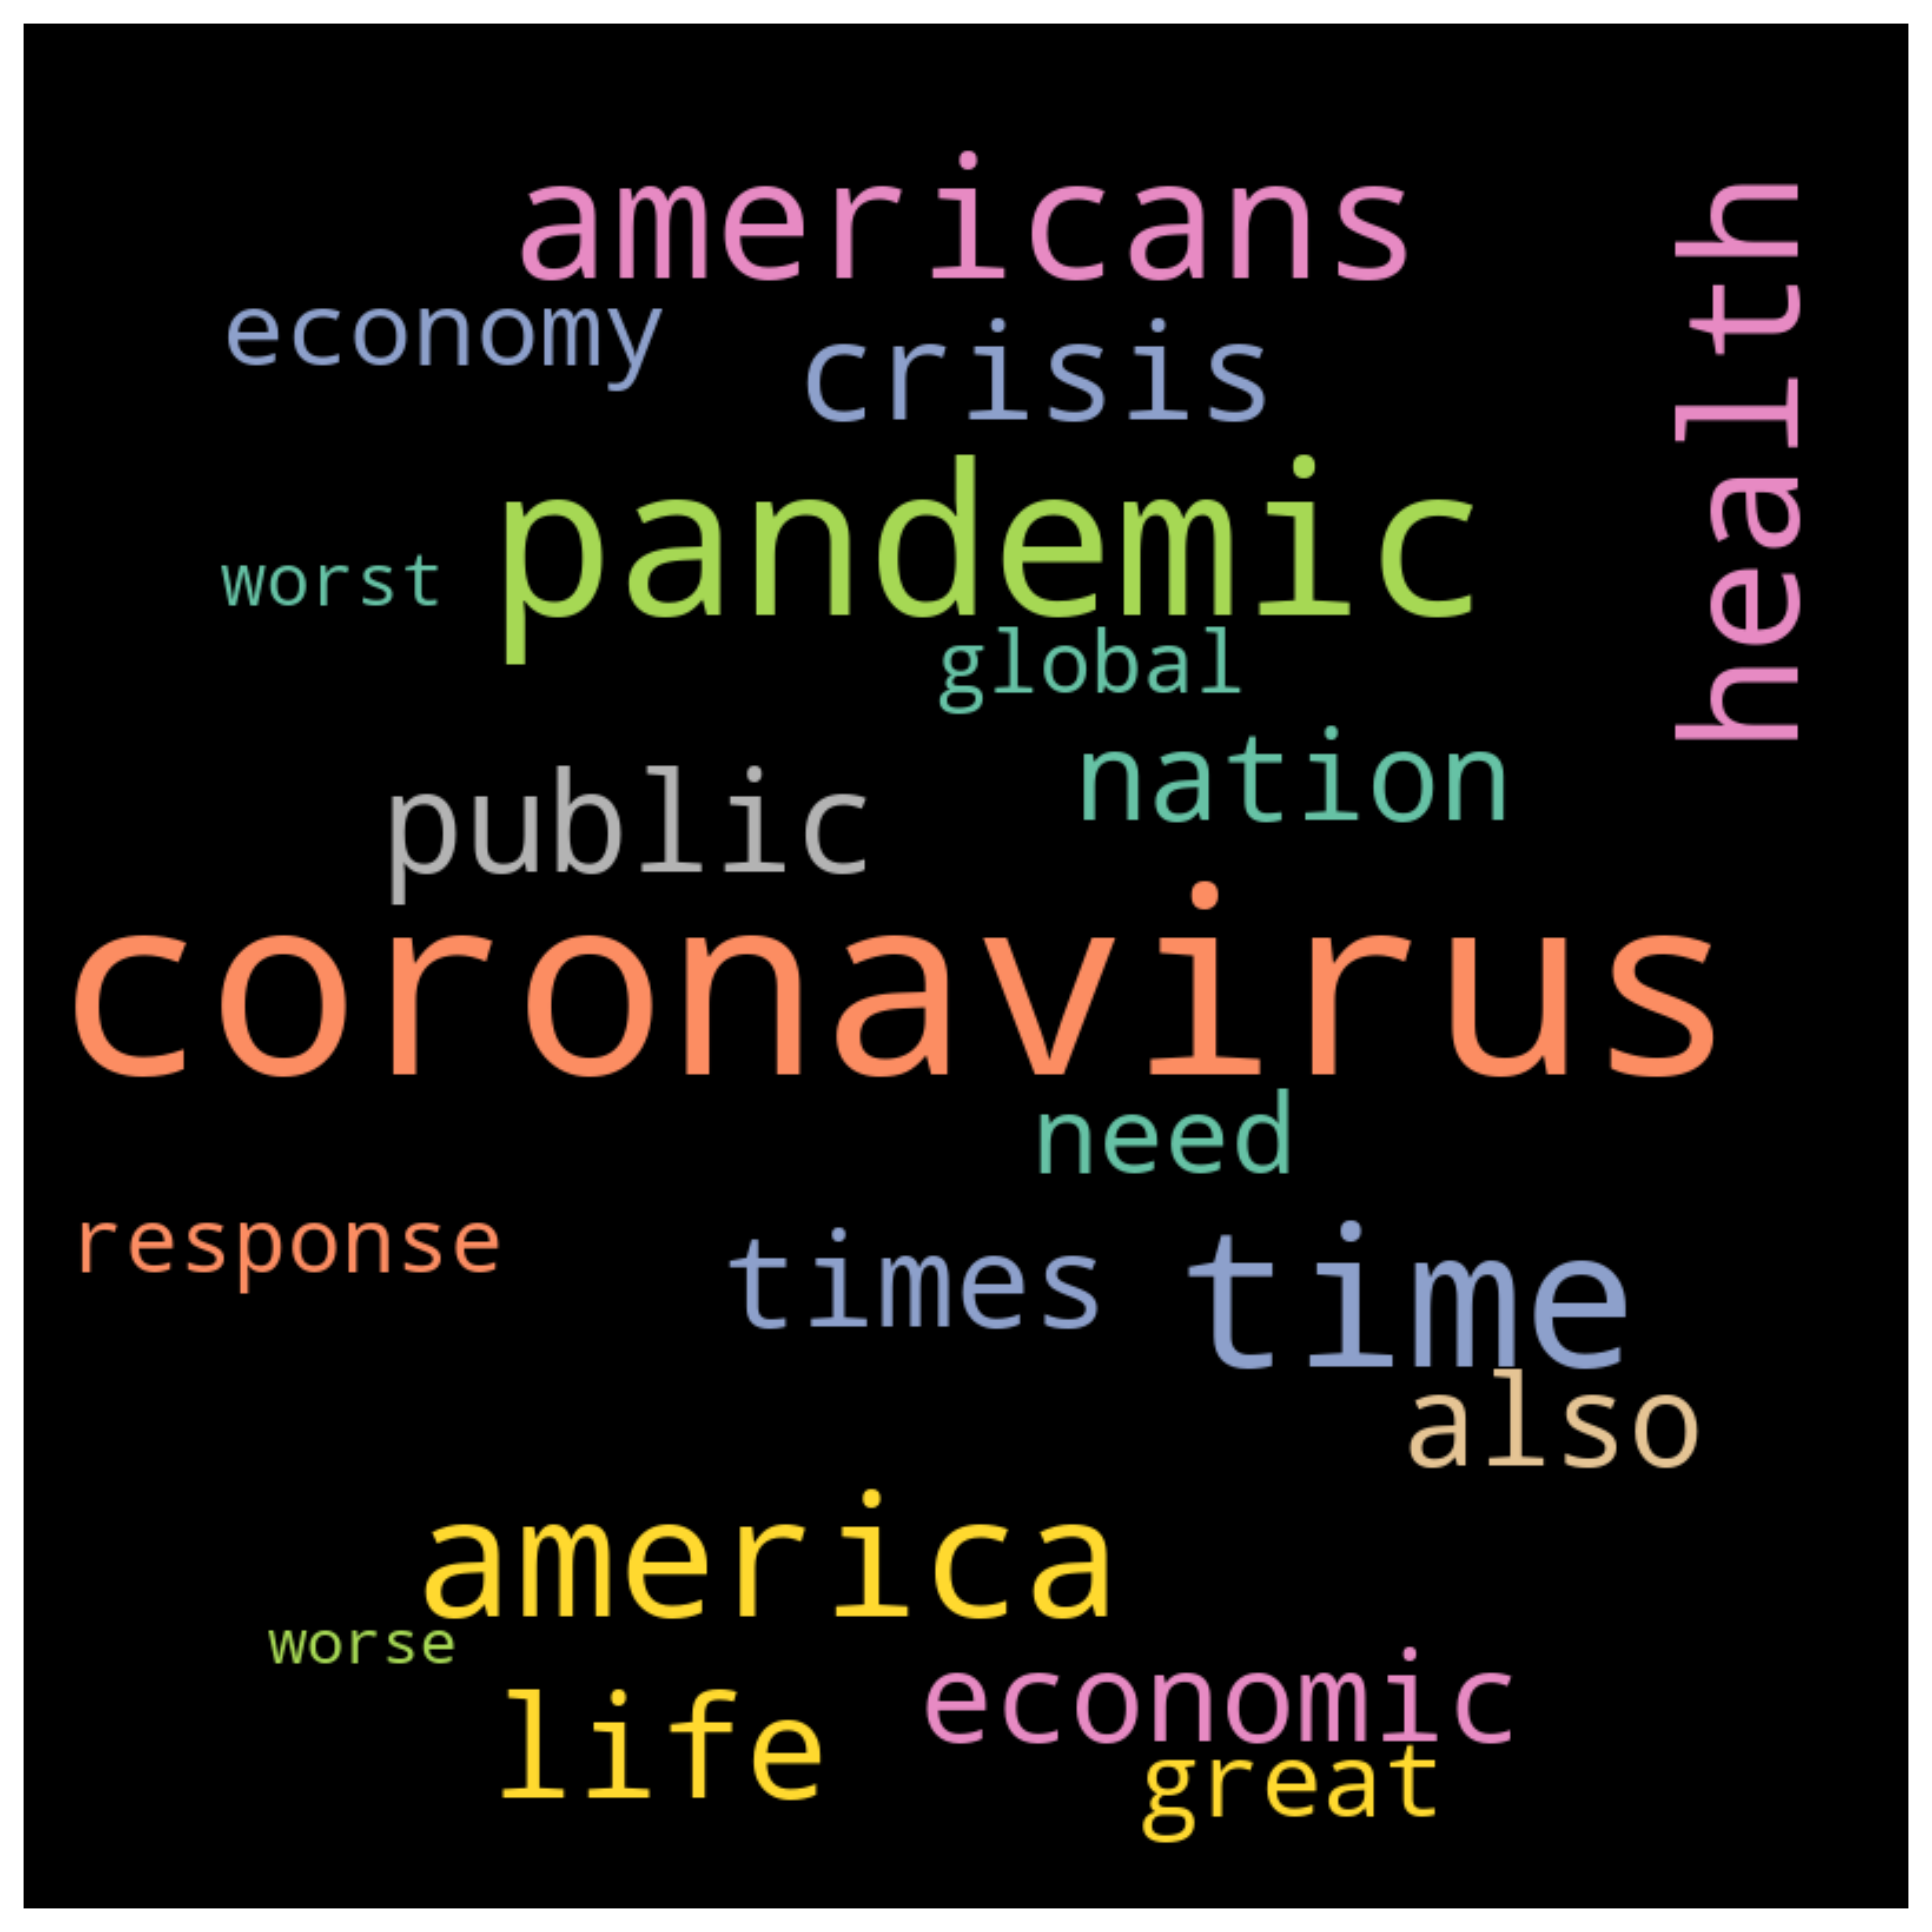 americans
health
economy
crisis
pandemic
worst
global
nation
public
coronavirus
need
response
times
time
also
america
worse
economic
life
great